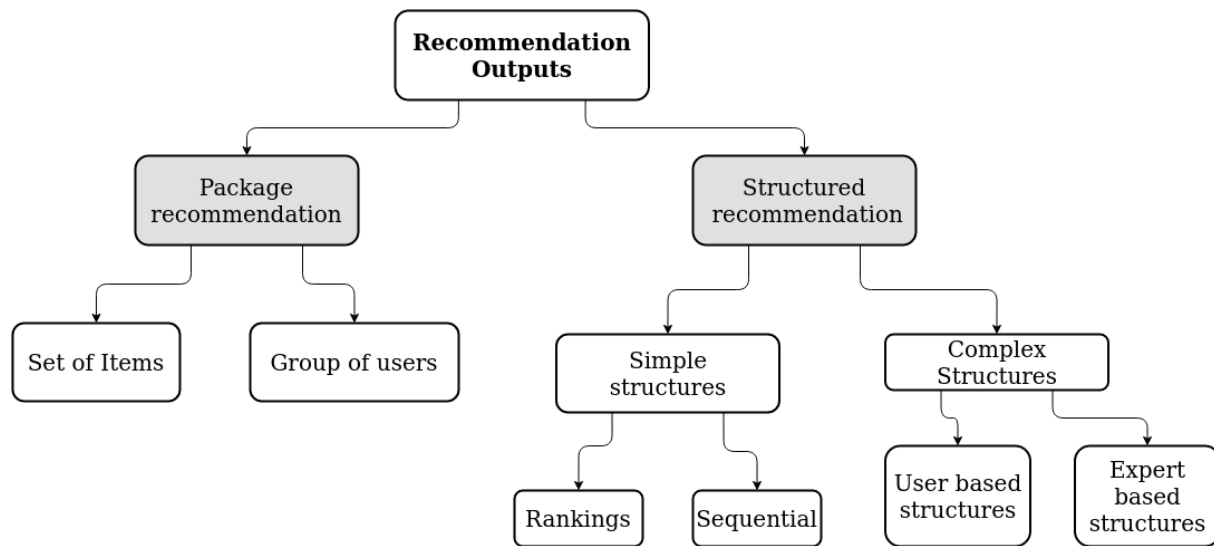 Recommendation
Outputs
Package
recommendation
Structured
recommendation
Set of Items
Group of users
Simple
structures
Complex
Structures
Rankings
Sequential
User based
structures
Expert
based
structures